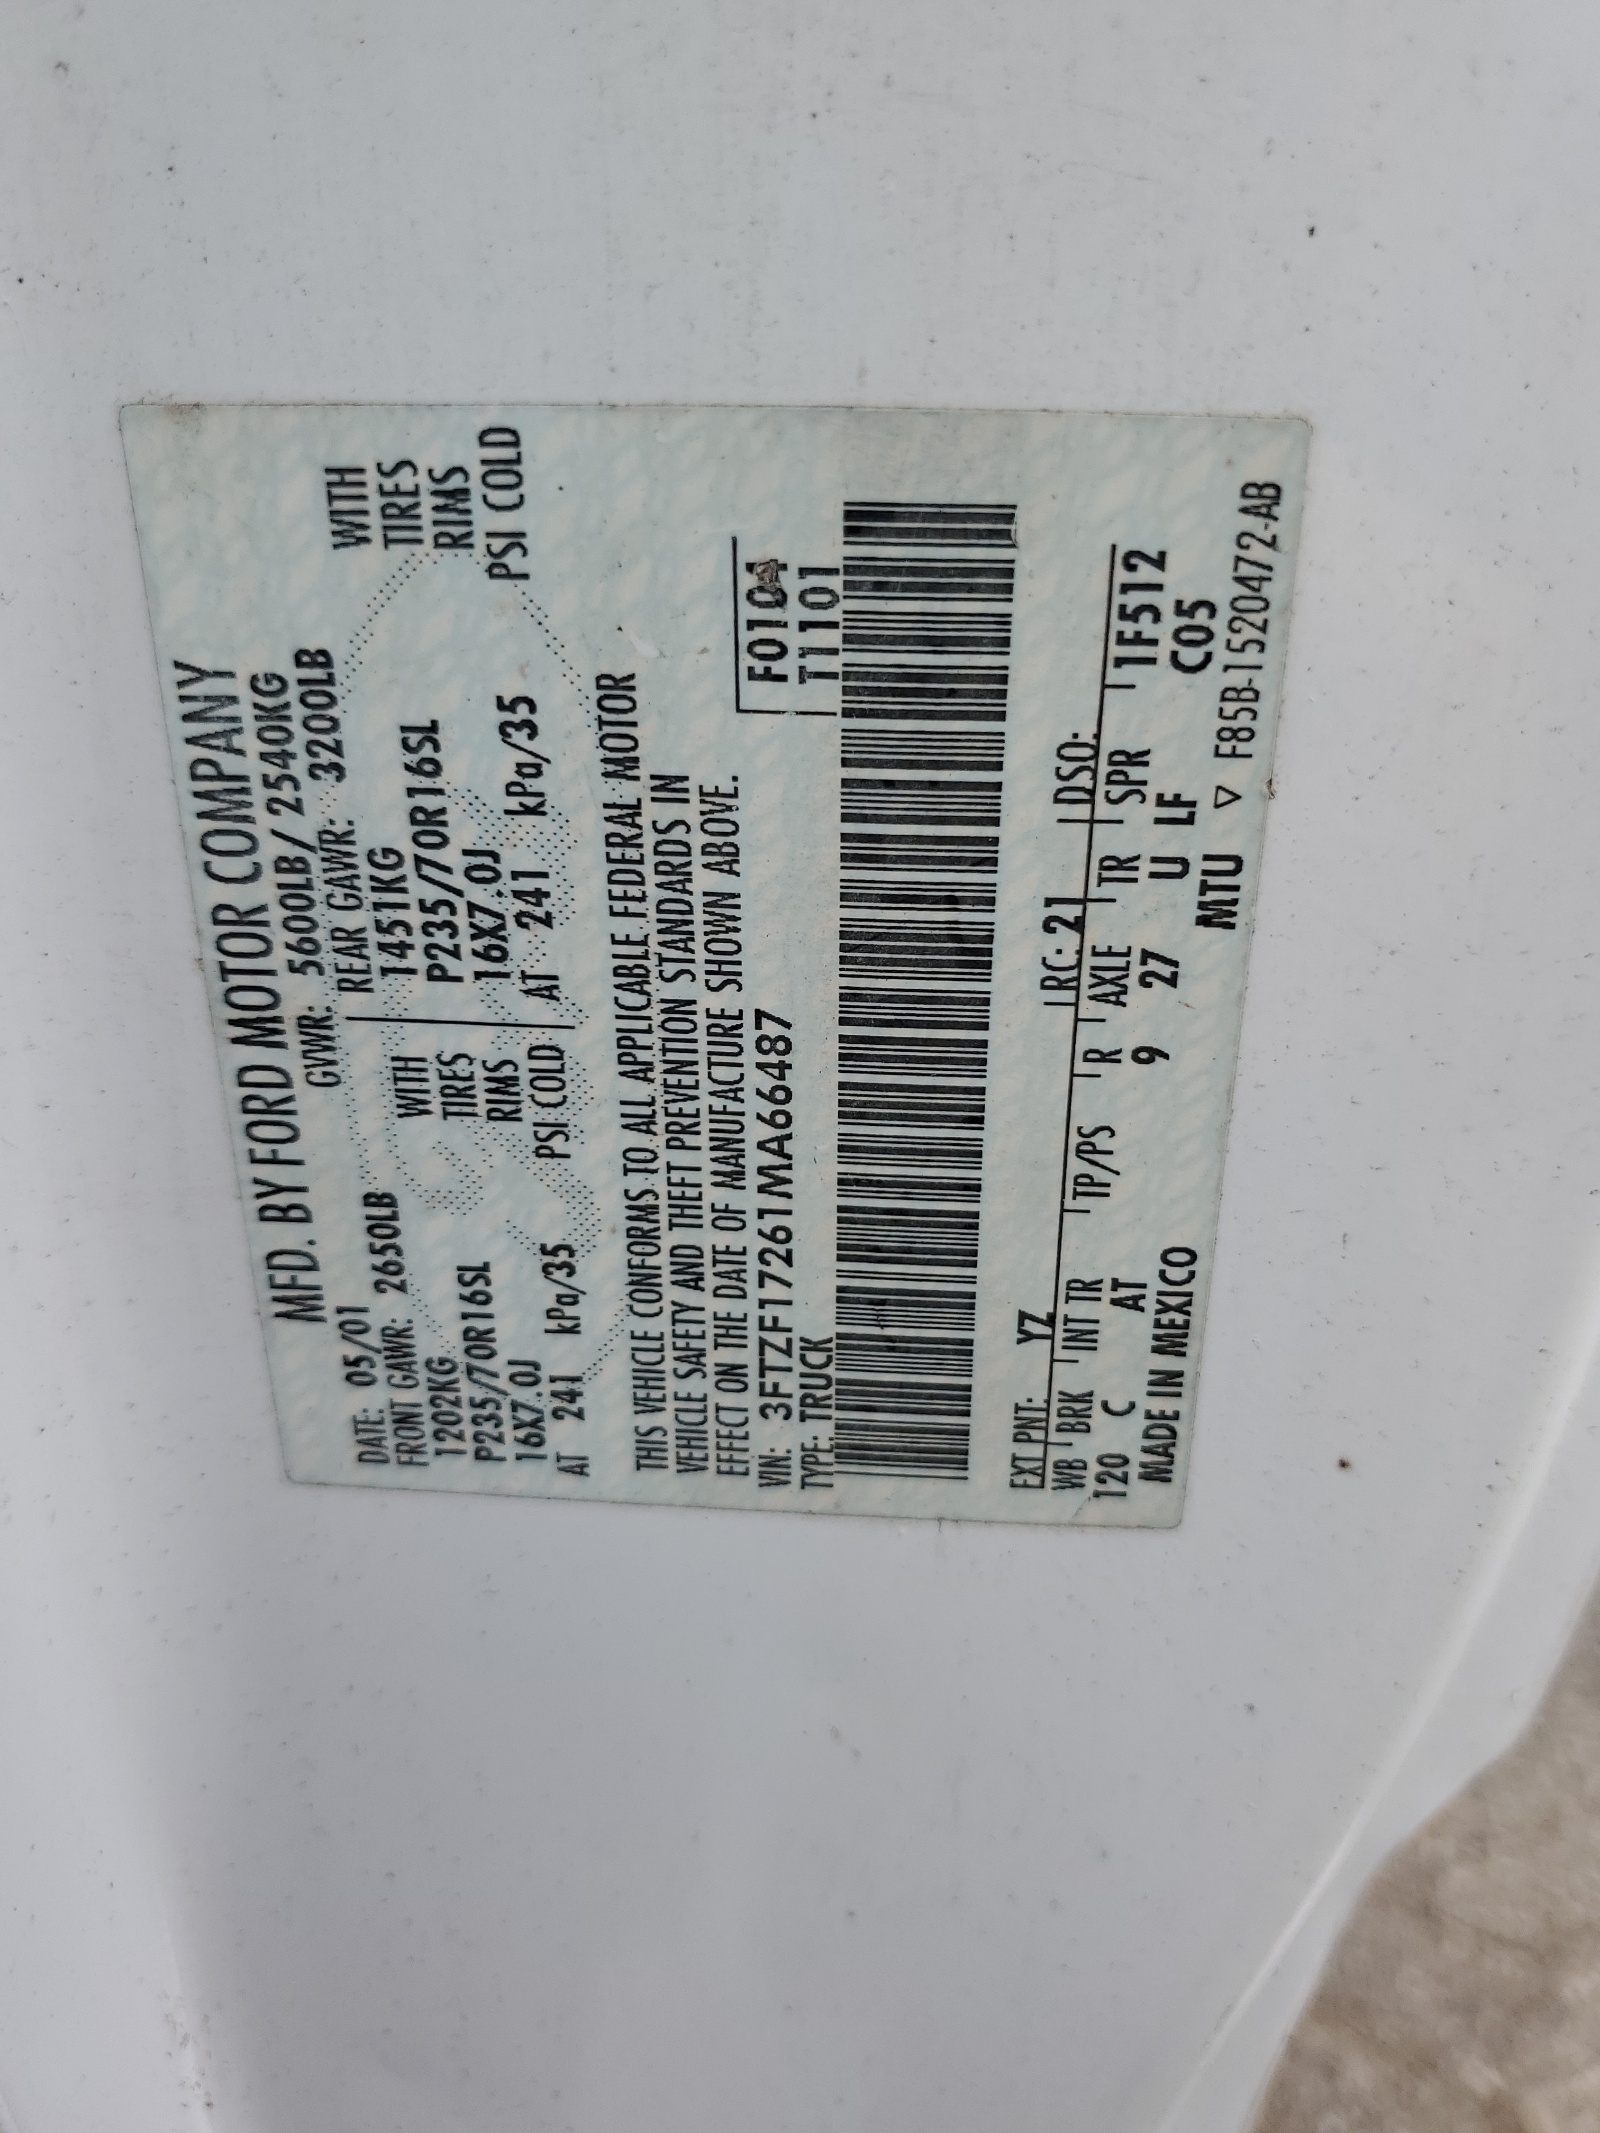 MFD. BY FORD MOTOR COMPANY
DATE: 05/01 GVWR: 5600LB/ 2540KG
FRONT GAWR: 2650LB REAR GAWR: 3200LB
1202KG WITH 1451KG WITH
P235/70R16SL TIRES P235/70R16SL TIRES
16X7.0J RIMS 16X7.0J RIMS
AT 241 kPa/35 PSI COLD AT 241 kPa/35 PSI COLD
THIS VEHICLE CONFORMS TO ALL APPLICABLE FEDERAL MOTOR
VEHICLE SAFETY AND THEFT PREVENTION STANDARDS IN
EFFECT ON THE DATE OF MANUFACTURE SHOWN ABOVE.
VIN: 3FTZF17261MA66487 F0104
TYPE: TRUCK T1101
EXT PNT: YZ RC: 21 DSO:
WB BRK INT TR TP/PS R AXLE TR SPR 1F512
120 C AT 9 27 U LF C05
MADE IN MEXICO MTU ▽ F85B-1520472-AB